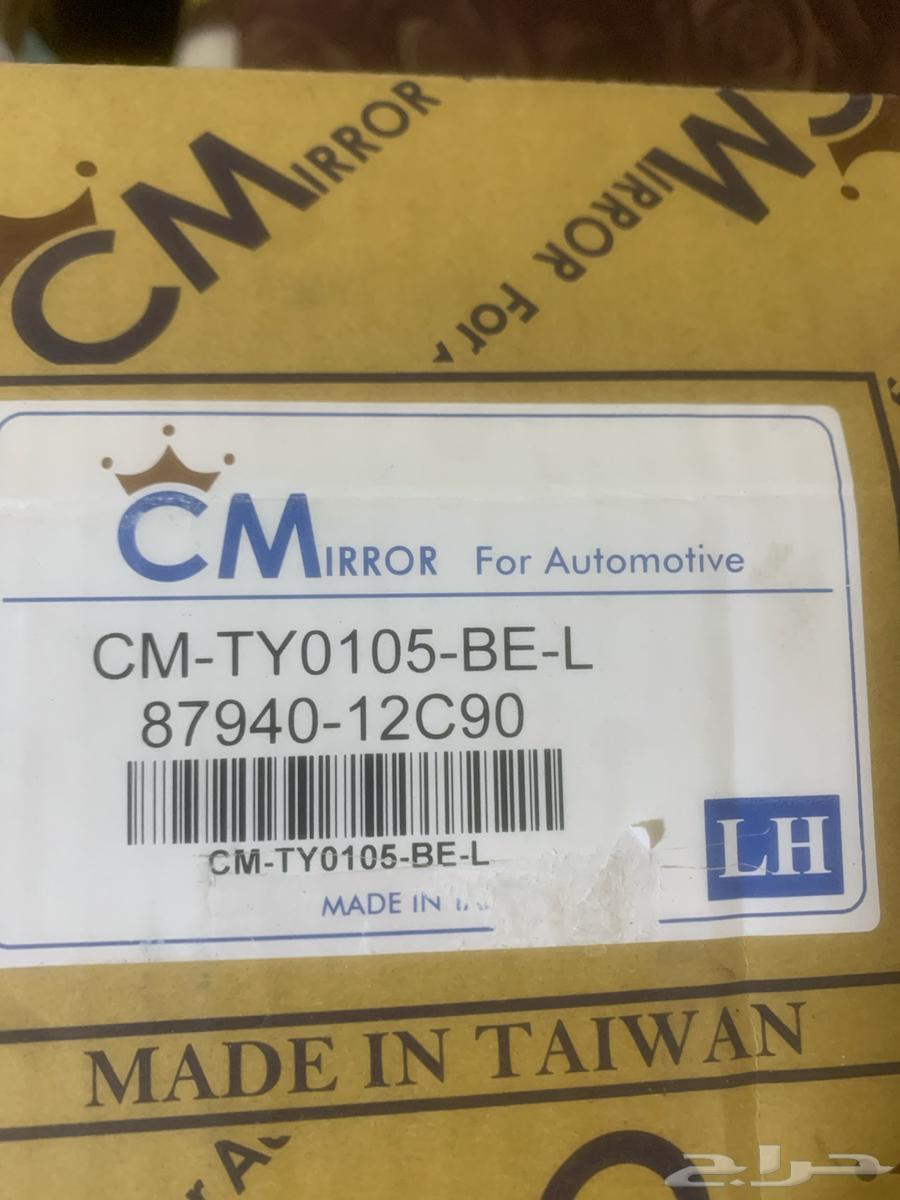 CMIRROR
MIRROR For A
CMIRROR For Automotive
CM-TY0105-BE-L
87940-12C90
CM-TY0105-BE-L
LH
MADE IN
MADE IN TAIWAN
حراج